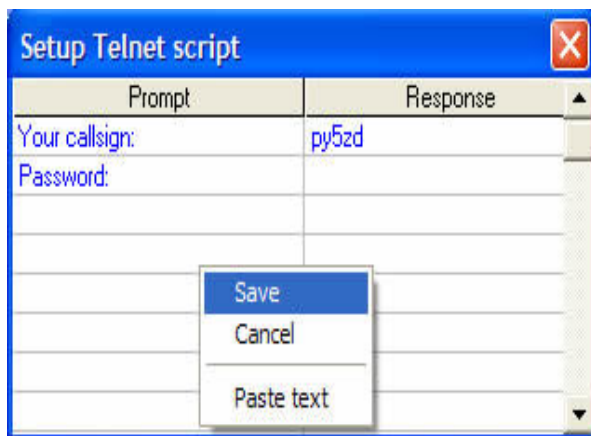 Setup Telnet script
Prompt Response
Your callsign: py5zd
Password:
Save
Cancel
Paste text